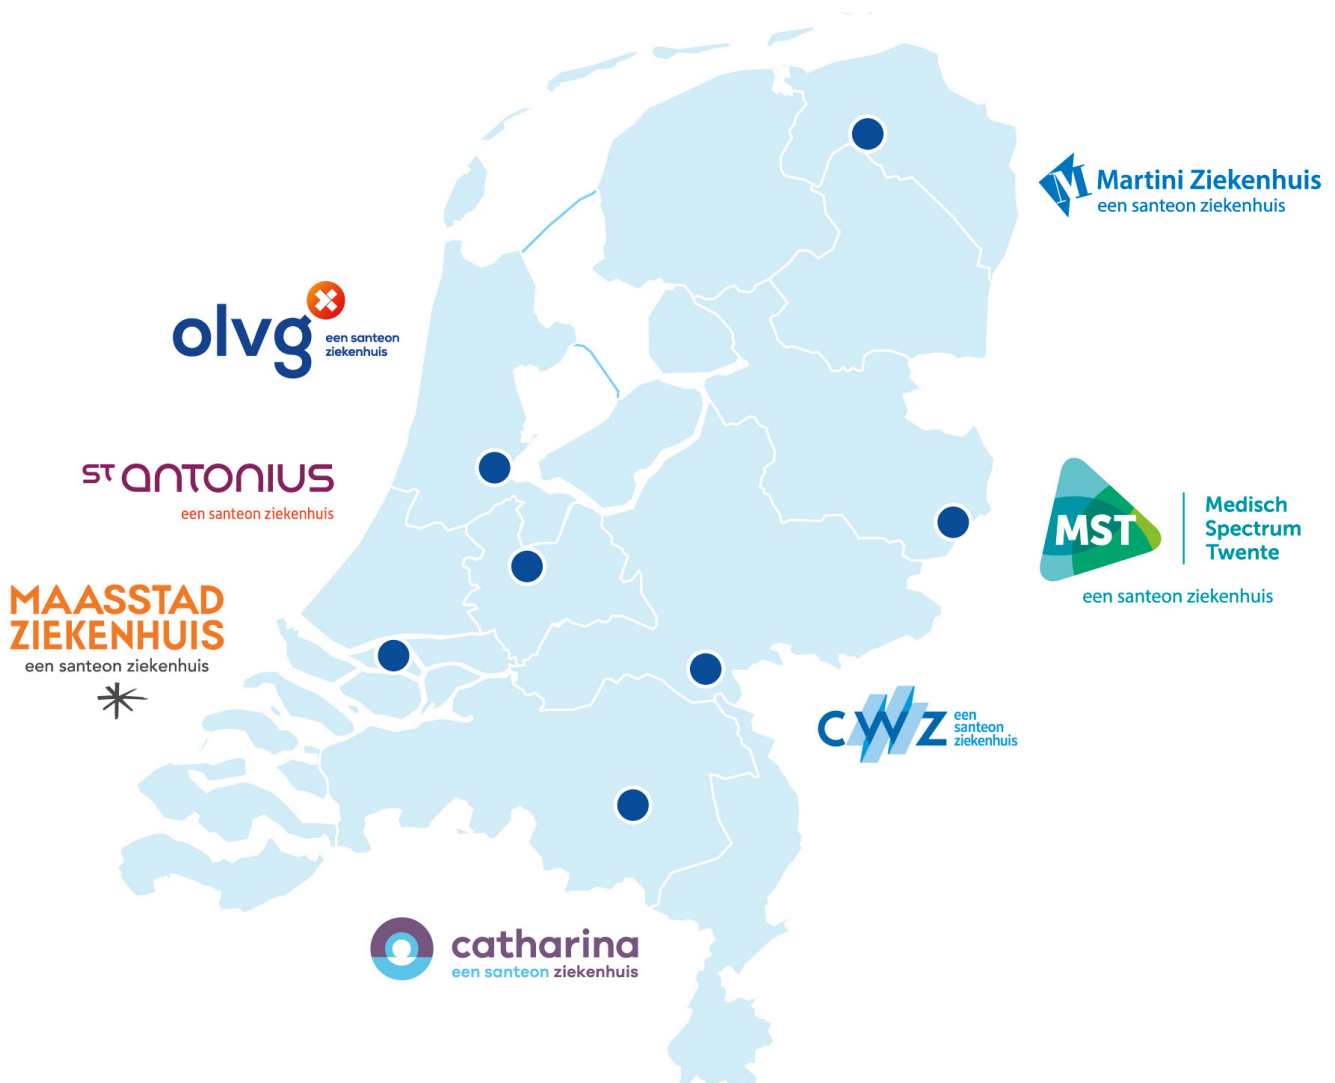 Martini Ziekenhuis
een santeon ziekenhuis
olvg
een santeon
ziekenhuis
ST ANTONIUS
een santeon ziekenhuis
MST
Medisch
Spectrum
Twente
een santeon ziekenhuis
MAASSTAD
ZIEKENHUIS
een santeon ziekenhuis
CWZ
een
santeon
ziekenhuis
catharina
een santeon ziekenhuis